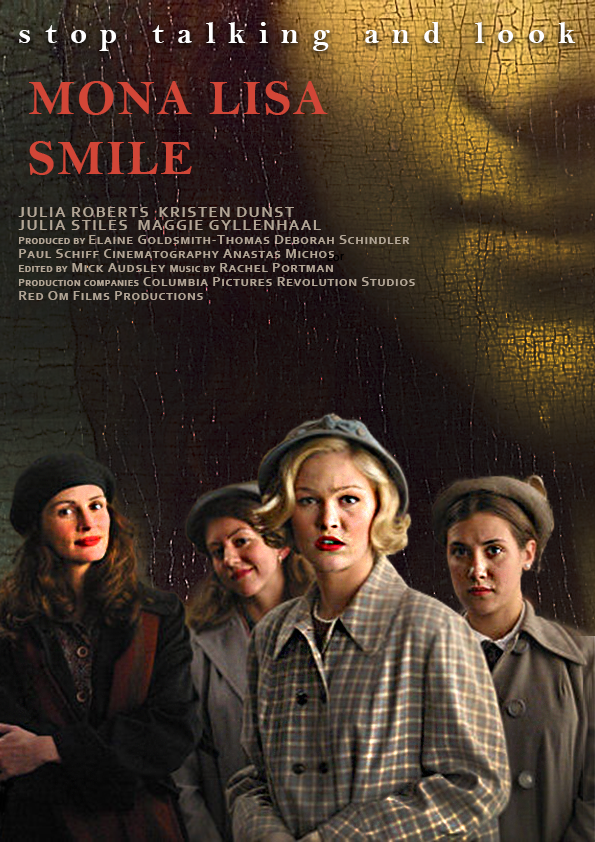 stop talking and look
MONA LISA
SMILE
JULIA ROBERTS KRISTEN DUNST
JULIA STILES MAGGIE GYLLENHAAL
PRODUCED BY ELAINE GOLDSMITH-THOMAS DEBORAH SCHINDLER
PAUL SCHIFF CINEMATOGRAPHY ANASTAS MICHOS
EDITED BY MICK AUDSLEY MUSIC BY RACHEL PORTMAN
PRODUCTION COMPANIES COLUMBIA PICTURES REVOLUTION STUDIOS
RED OM FILMS PRODUCTIONS